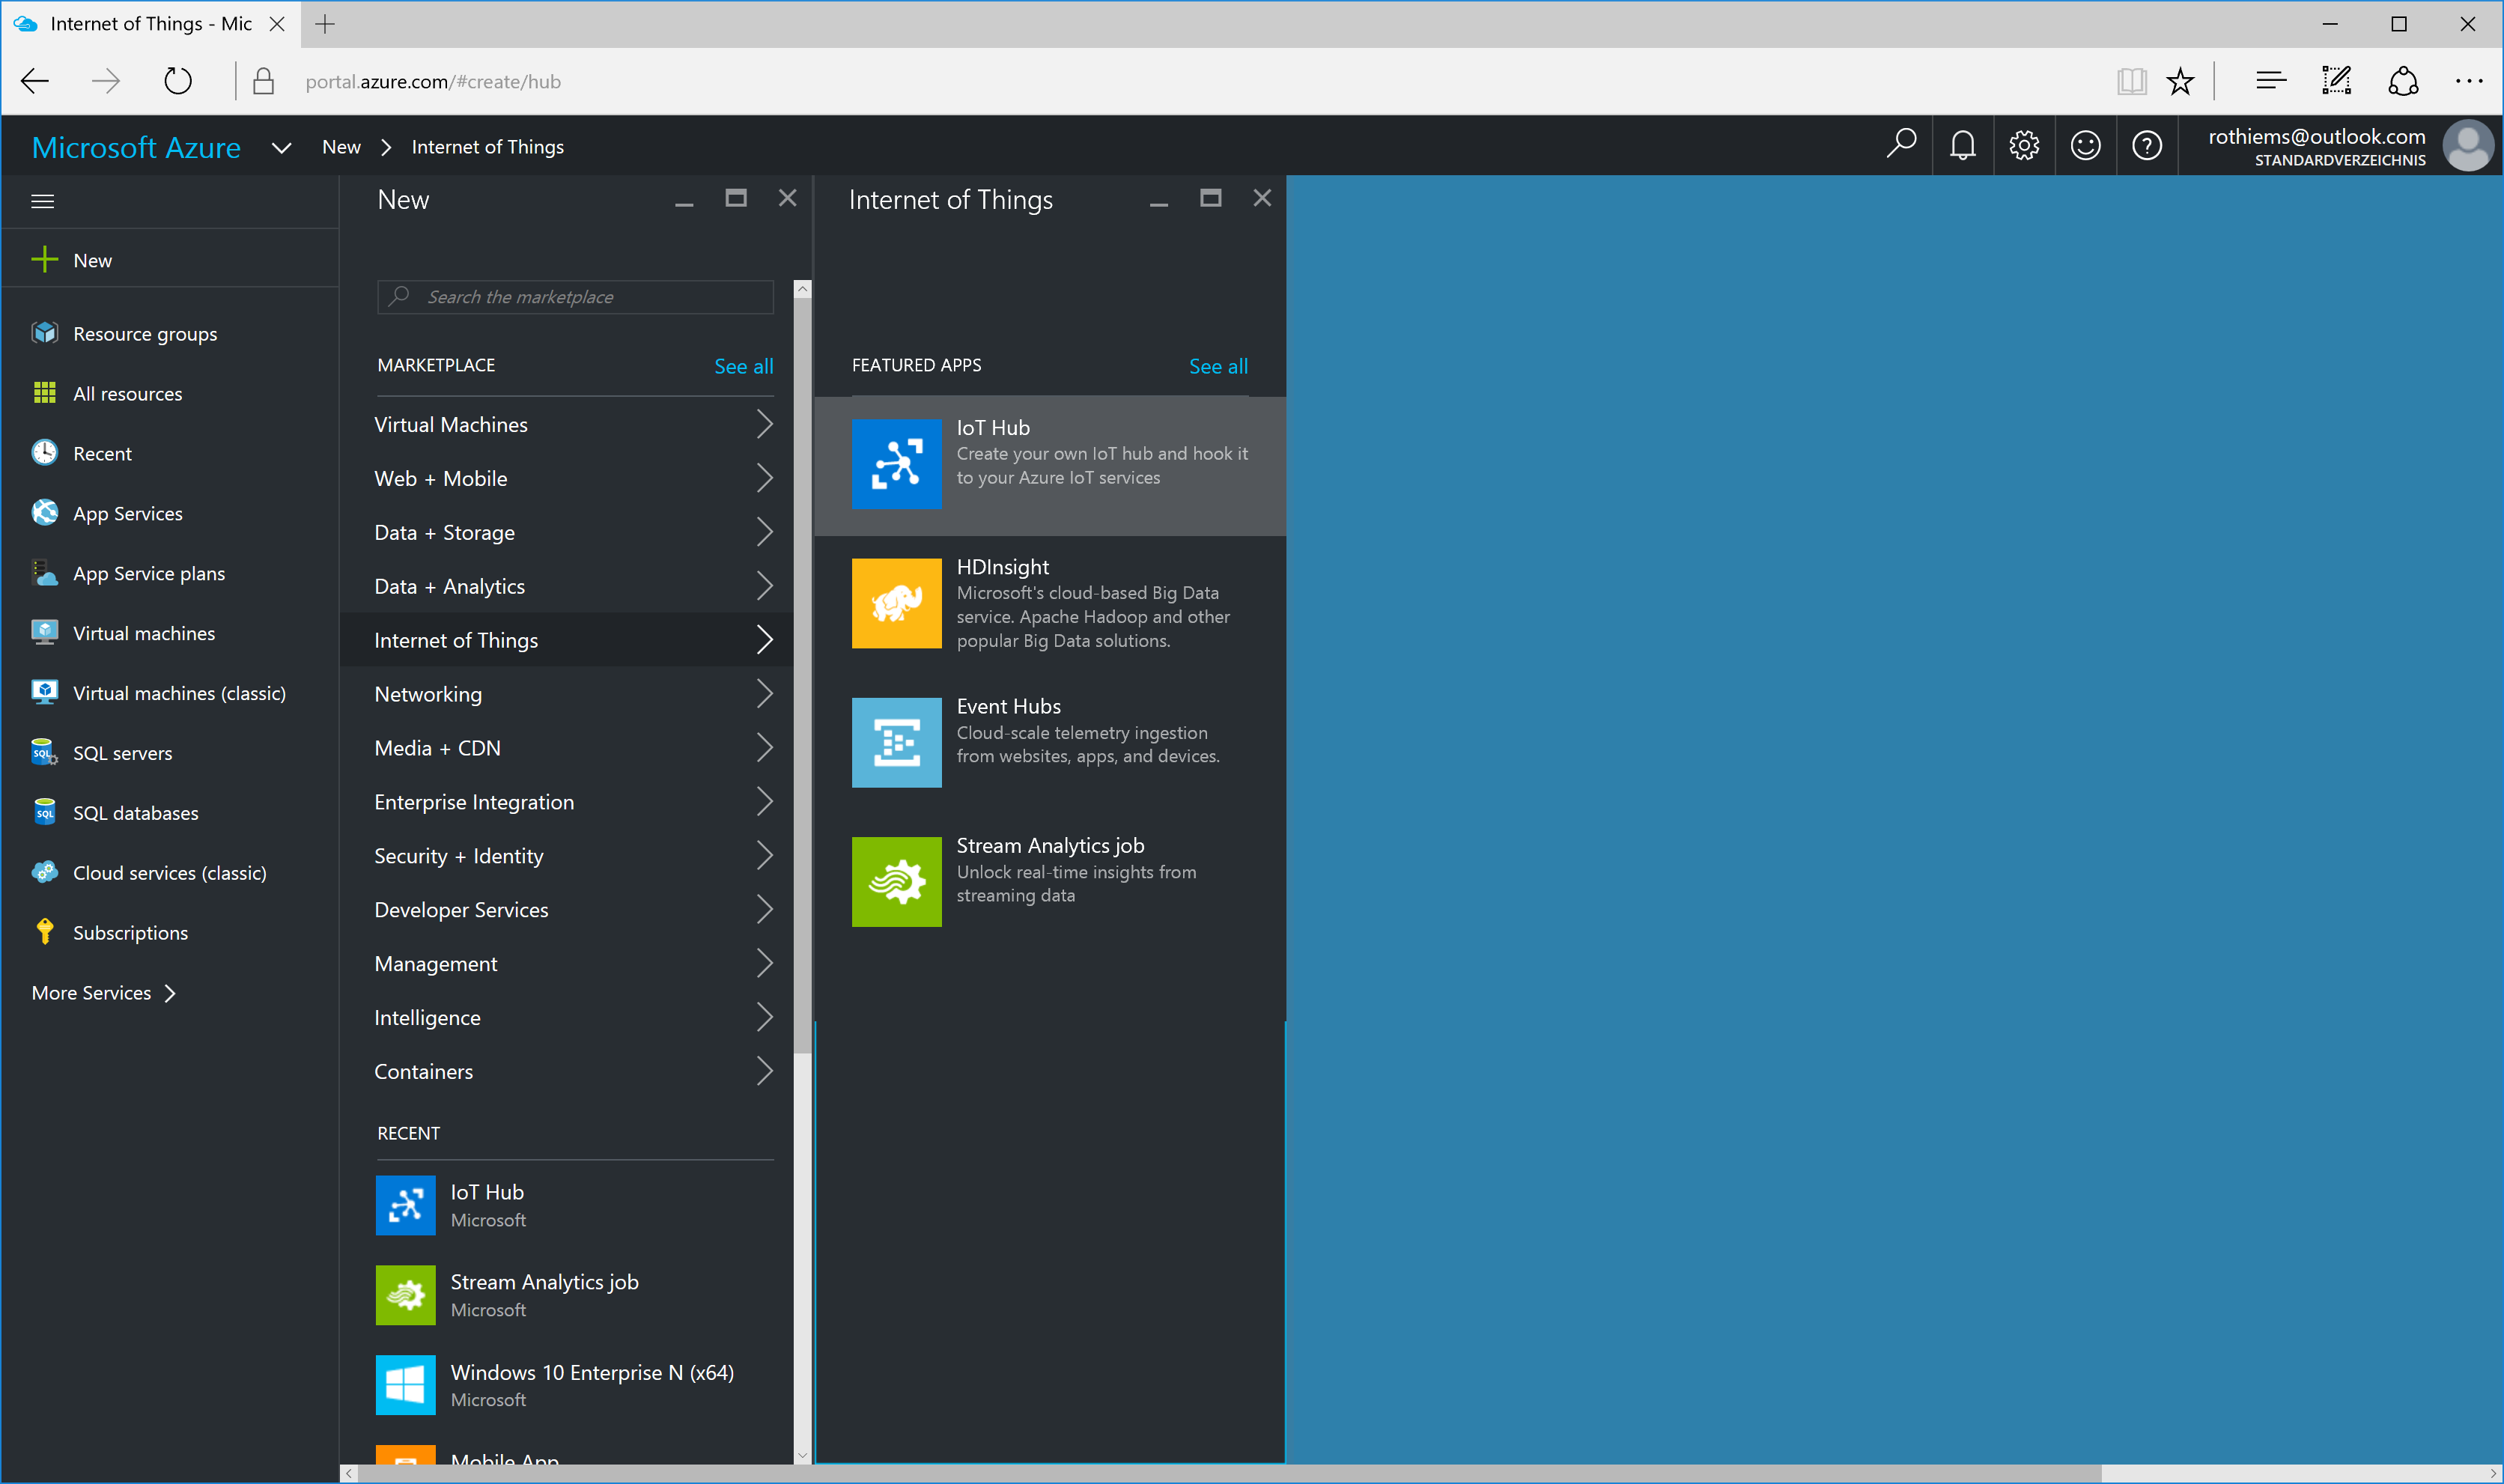 Internet of Things - Mic
portal.azure.com/#create/hub
Microsoft Azure
New
Internet of Things
rothiems@outlook.com
STANDARDVERZEICHNIS
New
Resource groups
All resources
Recent
App Services
App Service plans
Virtual machines
Virtual machines (classic)
SQL
SQL servers
SQL
SQL databases
Cloud services (classic)
Subscriptions
More Services
New
Search the marketplace
MARKETPLACE
See all
Virtual Machines
Web + Mobile
Data + Storage
Data + Analytics
Internet of Things
Networking
Media + CDN
Enterprise Integration
Security + Identity
Developer Services
Management
Intelligence
Containers
RECENT
IoT Hub
Microsoft
Stream Analytics job
Microsoft
Windows 10 Enterprise N (x64)
Microsoft
Mobile App
Internet of Things
FEATURED APPS
See all
IoT Hub
Create your own IoT hub and hook it
to your Azure IoT services
HDInsight
Microsoft's cloud-based Big Data
service. Apache Hadoop and other
popular Big Data solutions.
Event Hubs
Cloud-scale telemetry ingestion
from websites, apps, and devices.
Stream Analytics job
Unlock real-time insights from
streaming data